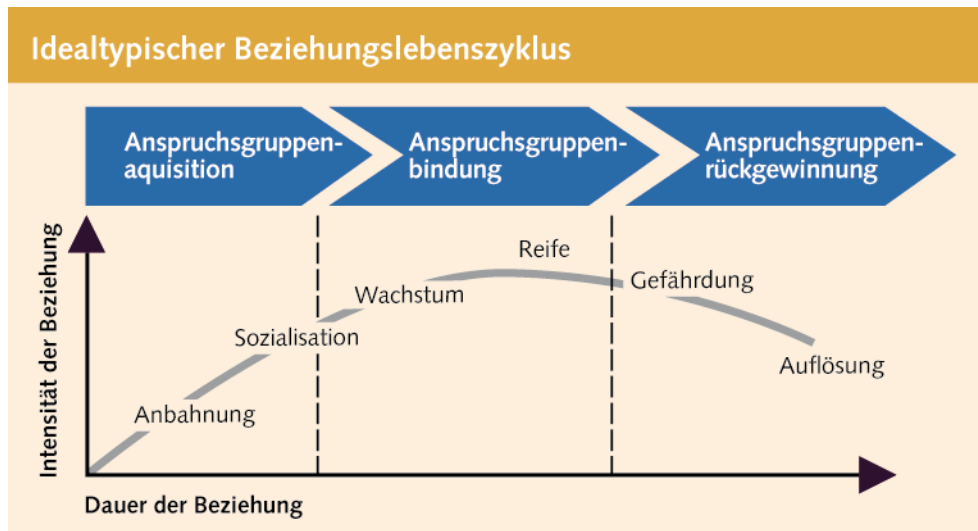 Idealtypischer Beziehungslebenszyklus
Anspruchsgruppen-
aquisition
Anspruchsgruppen-
bindung
Anspruchsgruppen-
rückgewinnung
Intensität der Beziehung
Reife
Gefährdung
Wachstum
Sozialisation
Auflösung
Anbahnung
Dauer der Beziehung